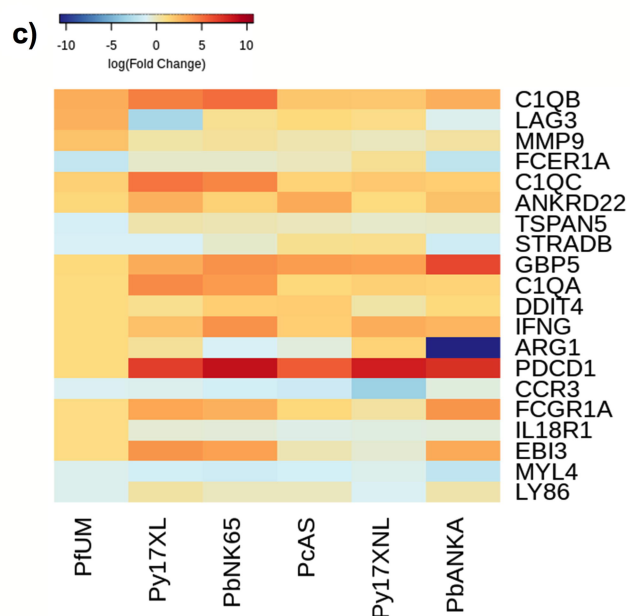 c)
-10 -5 0 5 10
log(Fold Change)
C1QB
LAG3
MMP9
FCER1A
C1QC
ANKRD22
TSPAN5
STRADB
GBP5
C1QA
DDIT4
IFNG
ARG1
PDCD1
CCR3
FCGR1A
IL18R1
EBI3
MYL4
LY86
PfUM Py17XL PbNK65 PcAS Py17XNL PbANKA